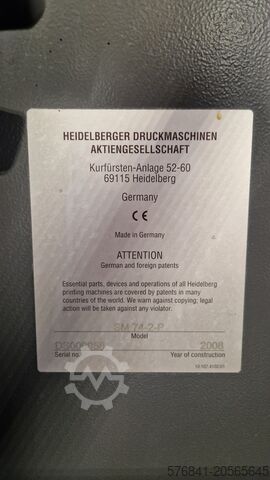 HEIDELBERGER DRUCKMASCHINEN
AKTIENGESELLSCHAFT
Kurfürsten-Anlage 52-60
69115 Heidelberg
Germany
CE
Made in Germany
ATTENTION
German and foreign patents
Essential parts, devices and operations of all Heidelberg
printing machines are covered by patents in many
countries of the world. We warn against copying; legal
action will be taken against any violation.
SM 74-2-P
Model
2008
Serial no. Year of construction
576841-20565645